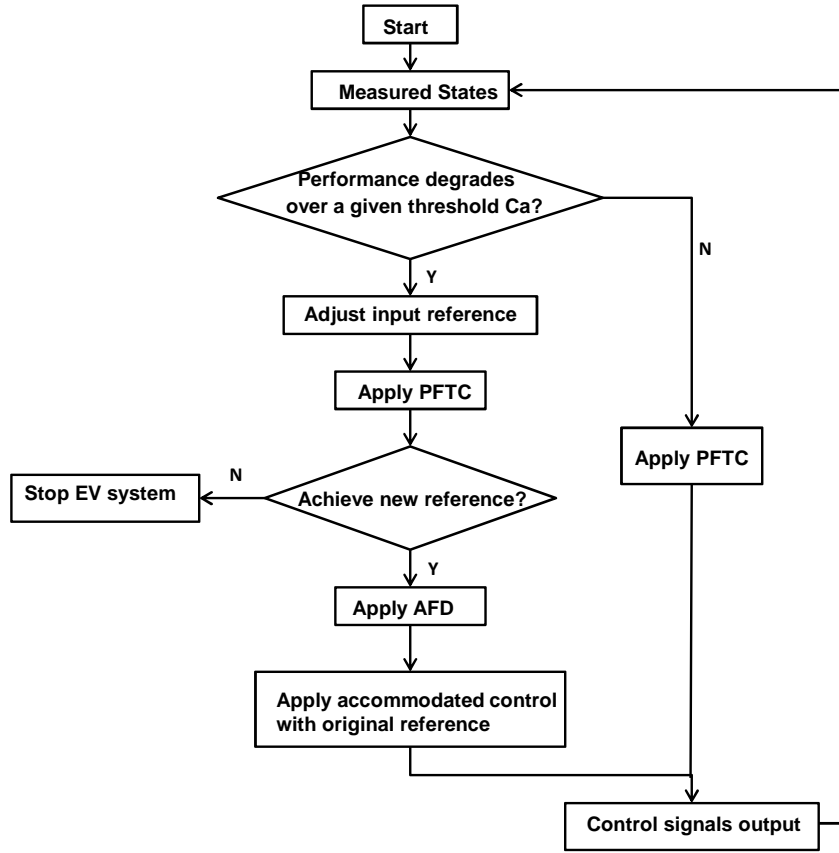 Start
Measured States
Performance degrades
over a given threshold Ca?
N
Y
Adjust input reference
Apply PFTC
Apply PFTC
N
Stop EV system
Achieve new reference?
Y
Apply AFD
Apply accommodated control
with original reference
Control signals output